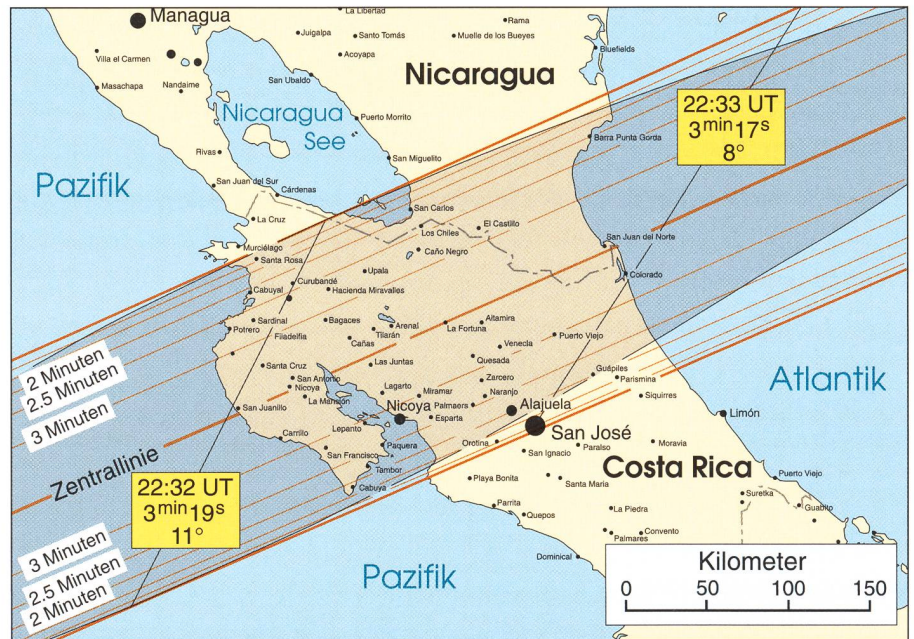 Managua
La Libertad
Rama
Juigalpa
Santo Tomás
Muelle de los Bueyes
Bluefields
Villa el Carmen
Acoyapa
Masachapa
Nandaime
San Ubaldo
Nicaragua
22:33 UT
3min17s
8°
Nicaragua
See
Puerto Morrito
Barra Punta Gorda
Rivas
San Miguelito
Pazifik
San Juan del Sur
Cárdenas
San Carlos
La Cruz
Los Chiles
El Castillo
San Juan del Norte
Murciélago
Santa Rosa
Caño Negro
Upala
Colorado
Curubandé
Cabuyal
Hacienda Miravalles
Sardinal
Bagaces
Arenal
Altamira
Potrero
Filadelfia
Tilarán
La Fortuna
Cañas
Puerto Viejo
Venecia
2 Minuten
2.5 Minuten
3 Minuten
Santa Cruz
Las Juntas
Quesada
Guápiles
Parismina
Atlantik
San Antonio
Nicoya
Lagarto
Zarcero
La Mansión
Miramar
Naranjo
Siquirres
San Juanillo
Nicoya
Palmares
Alajuela
Limón
Lepanto
Esparta
San José
Carrillo
Paquera
Orotina
Paralso
Moravia
San Francisco
San Ignacio
Zentrallinie
Tambor
Costa Rica
Playa Bonita
Santa Maria
Puerto Viejo
22:32 UT
3min19s
11°
Cabuya
Suretka
Parrita
La Piedra
Guabito
Quepos
3 Minuten
Palmares
Convento
Dominical
2.5 Minuten
2 Minuten
Pazifik
Kilometer
0 50 100 150